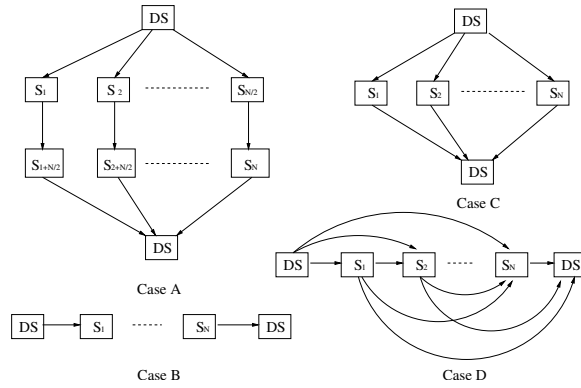 DS
S1 S2 SN/2
S1+N/2 S2+N/2 SN
DS
Case A
DS
S1 S2 SN
DS
Case C
DS S1 SN DS
Case B
DS S1 S2 SN DS
Case D